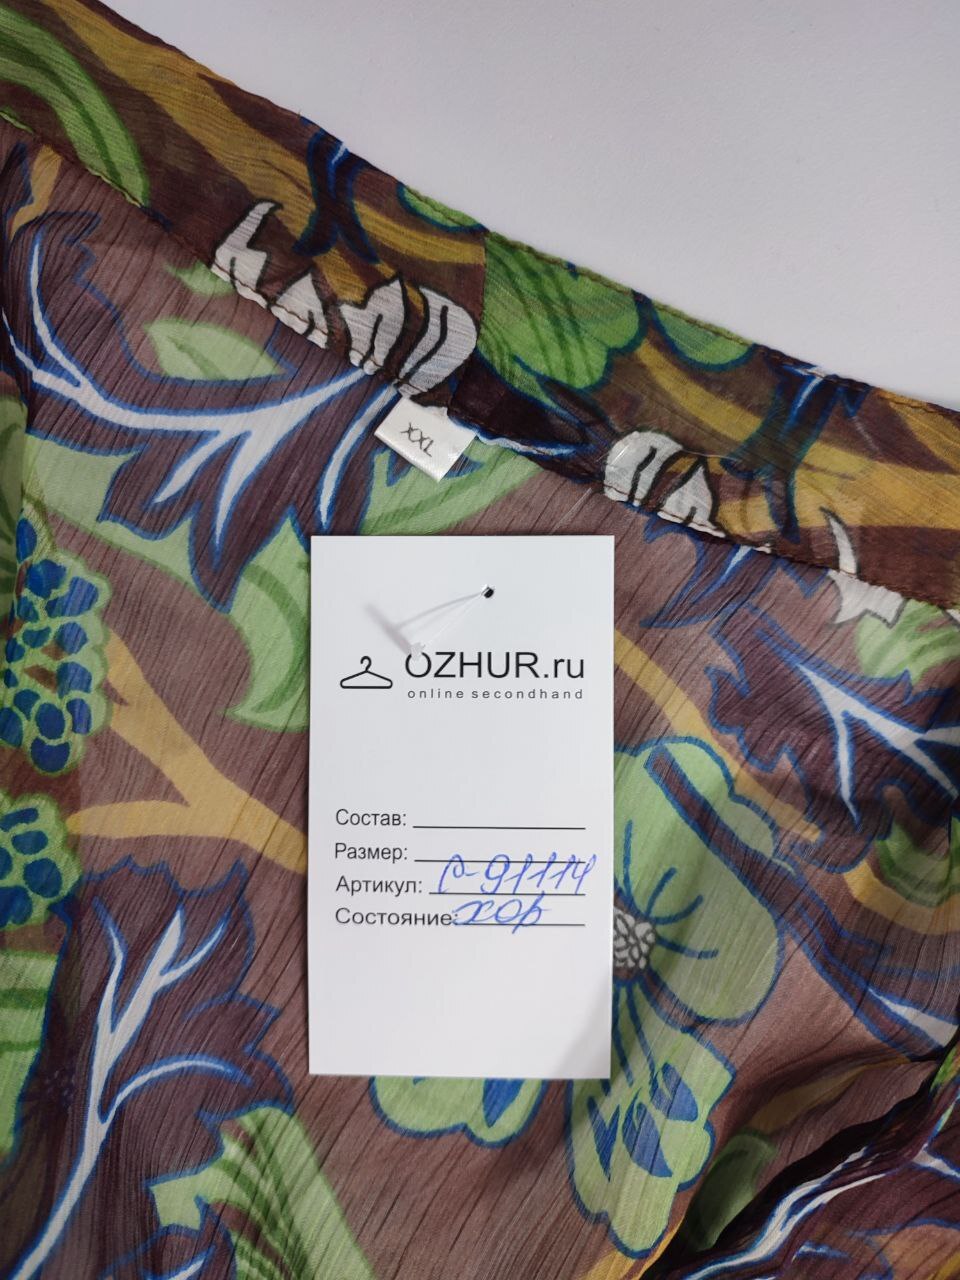 XXL
OZHUR.ru
online secondhand
Состав:
Размер:
Артикул: р-91114
Состояние: хор